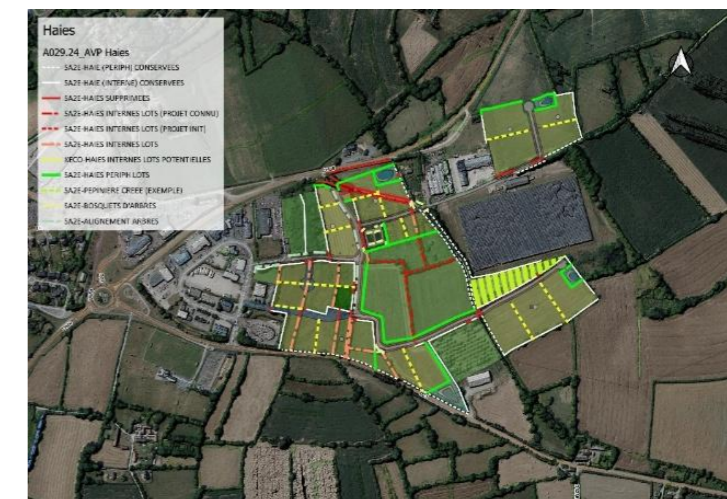 Haies
A029.24_AVP Haies
SA2E-HAIE (PERIPH) CONSERVEES
SA2E-HAIE (INTERNE) CONSERVEES
SA2E-HAIES SUPPRIMEES
SA2E-HAIES INTERNES LOTS (PROJET CONNU)
SA2E-HAIES INTERNES LOTS (PROJET INIT)
SA2E-HAIES INTERNES LOTS
XECO-HAIES INTERNES LOTS POTENTIELLES
SA2E-HAIES PERIPH LOTS
SA2E-PEPINIERE CREEE (EXEMPLE)
SA2E-BOSQUETS D'ARBRES
SA2E-ALIGNEMENT ARBRES